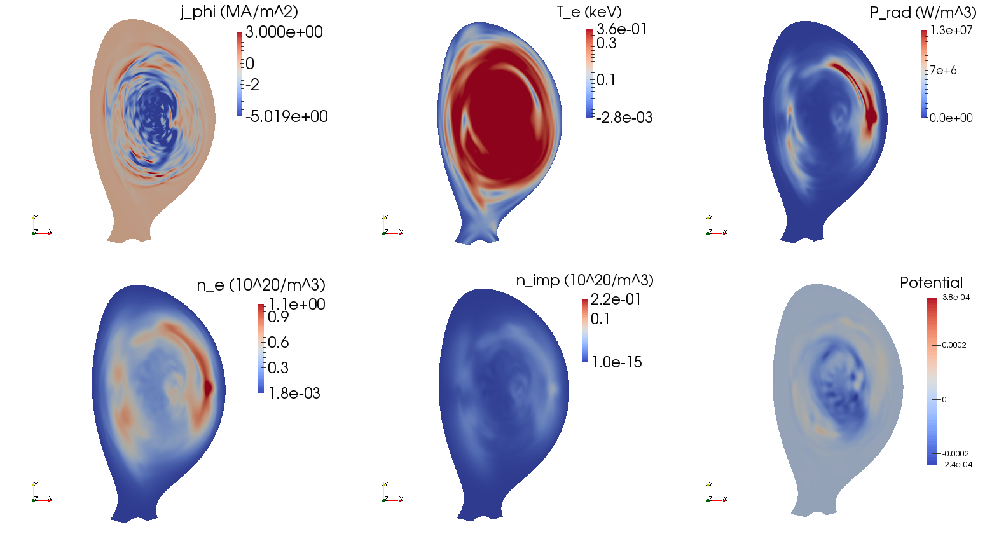 j_phi (MA/m^2)
3.000e+00
0
-2
-5.019e+00
Y
Z
X
T_e (keV)
3.6e-01
0.3
0.1
-2.8e-03
Y
Z
X
P_rad (W/m^3)
1.3e+07
7e+6
0.0e+00
Y
Z
X
n_e (10^20/m^3)
1.1e+00
0.9
0.6
0.3
1.8e-03
Y
Z
X
n_imp (10^20/m^3)
2.2e-01
0.1
1.0e-15
Y
Z
X
Potential
3.8e-04
0.0002
0
-0.0002
-2.4e-04
Y
Z
X